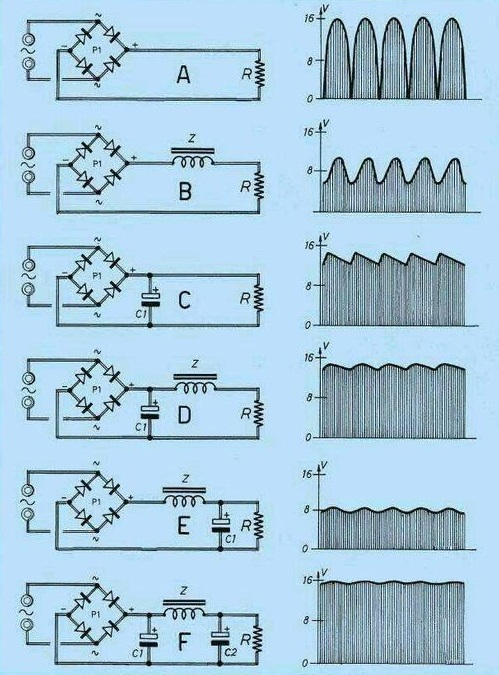 ~
P1
~
- +
A
R
V
16
8
0
~
P1
- +
Z
B
R
V
16
8
~
P1
- +
C1
+
C
R
V
16
8
0
~
P1
- +
C1
+
Z
D
R
V
16
8
0
~
P1
- +
Z
E
+
C1
R
V
16
8
0
~
P1
- +
C1
+
Z
F
+
C2
R
V
16
8
0